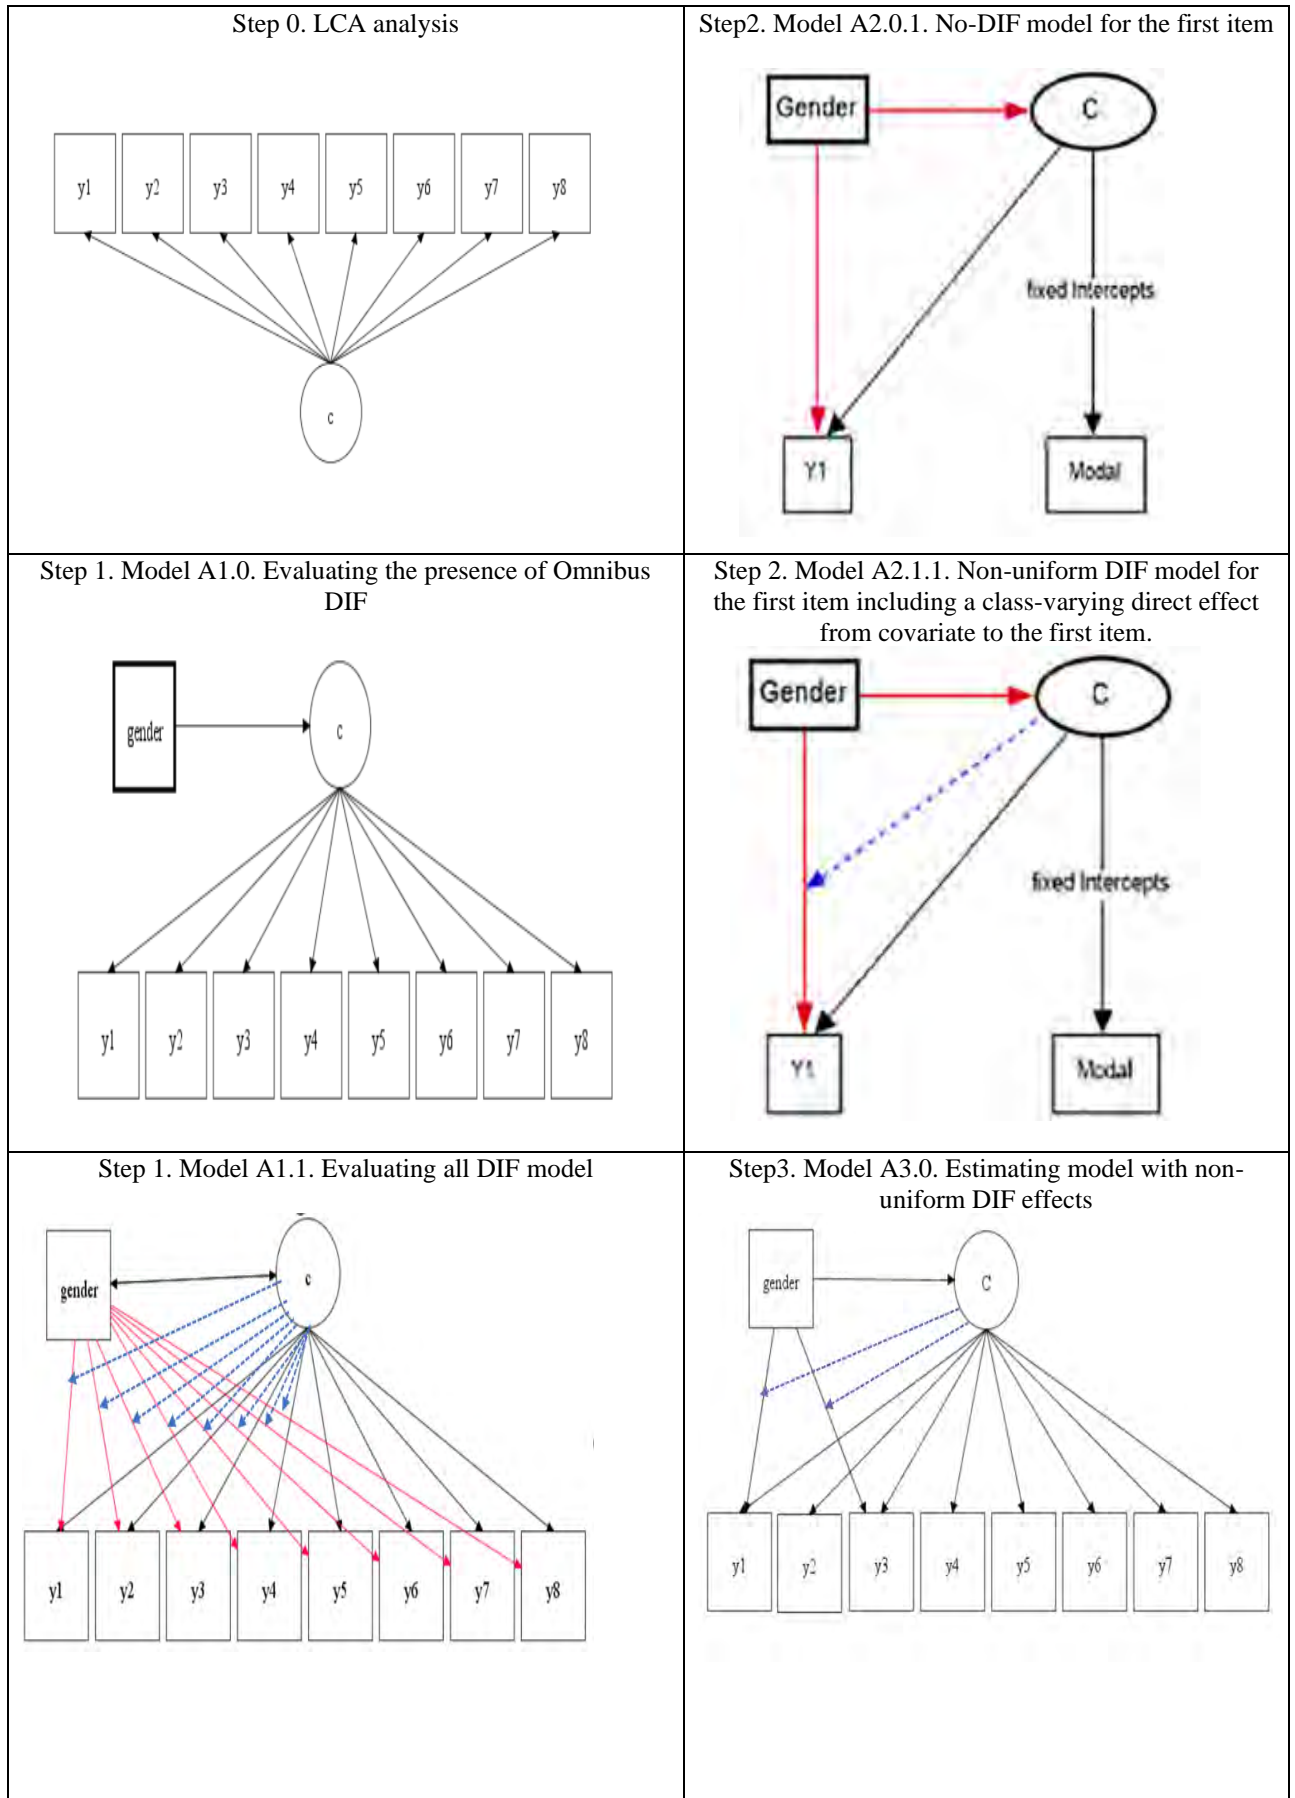 Step 0. LCA analysis
y1 y2 y3 y4 y5 y6 y7 y8
c
Step2. Model A2.0.1. No-DIF model for the first item
Gender C
fixed Intercepts
Y1 Modal
Step 1. Model A1.0. Evaluating the presence of Omnibus
DIF
gender c
y1 y2 y3 y4 y5 y6 y7 y8
Step 2. Model A2.1.1. Non-uniform DIF model for
the first item including a class-varying direct effect
from covariate to the first item.
Gender C
fixed Intercepts
Y1 Modal
Step 1. Model A1.1. Evaluating all DIF model
gender c
y1 y2 y3 y4 y5 y6 y7 y8
Step3. Model A3.0. Estimating model with non-
uniform DIF effects
gender C
y1 y2 y3 y4 y5 y6 y7 y8